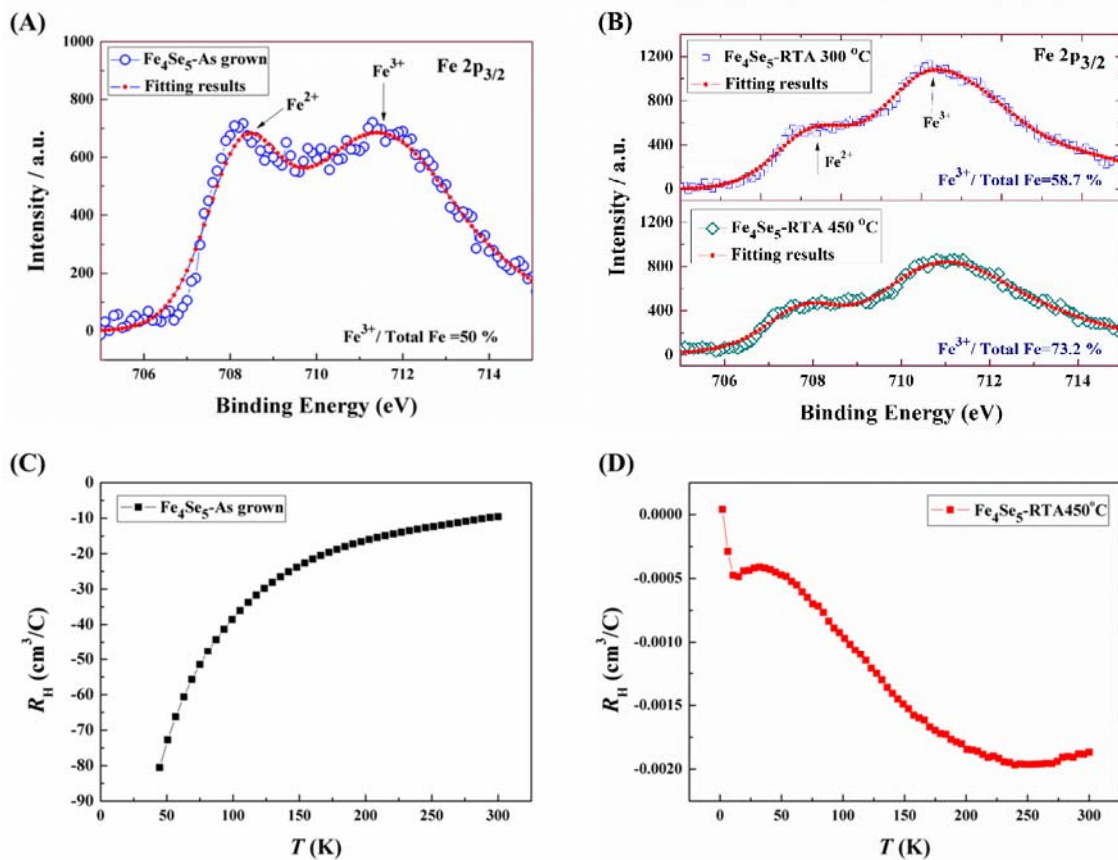 (A)
1000
800
600
400
200
0
Intensity / a.u.
Fe4Se5-As grown
Fitting results
Fe 2p3/2
Fe2+
Fe3+
Fe3+/ Total Fe =50 %
706 708 710 712 714
Binding Energy (eV)
(B)
1200
800
400
0
Fe4Se5-RTA 300 °C
Fitting results
Fe 2p3/2
Fe3+
Fe2+
Fe3+/ Total Fe=58.7 %
Intensity / a.u.
1200
800
400
0
Fe4Se5-RTA 450 °C
Fitting results
Fe3+/ Total Fe=73.2 %
706 708 710 712 714
Binding Energy (eV)
(C)
0
-10
-20
-30
-40
-50
-60
-70
-80
-90
RH (cm3/C)
Fe4Se5-As grown
0 50 100 150 200 250 300
T (K)
(D)
0.0000
-0.0005
-0.0010
-0.0015
-0.0020
RH (cm3/C)
Fe4Se5-RTA450°C
0 50 100 150 200 250 300
T (K)